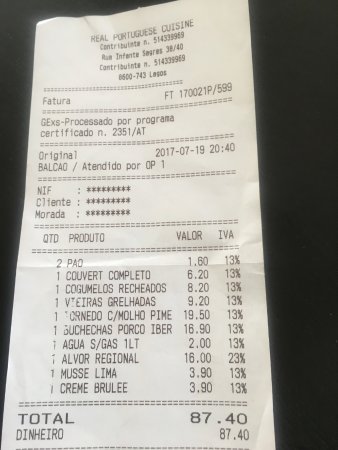 REAL PORTUGUESE CUISINE
Contribuinte n. 514339969
Rua Infante Sagres 38/40
Contribuinte n. 514339969
8600-743 Lagos
Fatura FT 170021P/599
GExs-Processado por programa
certificado n. 2351/AT
Original 2017-07-19 20:40
BALCAO / Atendido por OP 1
NIF : *********
Cliente : *********
Morada : *********
QTD PRODUTO VALOR IVA
2 PAO 1.60 13%
1 COUVERT COMPLETO 6.20 13%
1 COGUMELOS RECHEADOS 8.20 13%
1 VIEIRAS GRELHADAS 9.20 13%
1 TORNEDO C/MOLHO PIME 19.50 13%
1 BUCHECHAS PORCO IBER 16.90 13%
1 AGUA S/GAS 1LT 2.00 13%
1 ALVOR REGIONAL 16.00 23%
1 MUSSE LIMA 3.90 13%
1 CREME BRULEE 3.90 13%
TOTAL 87.40
DINHEIRO 87.40